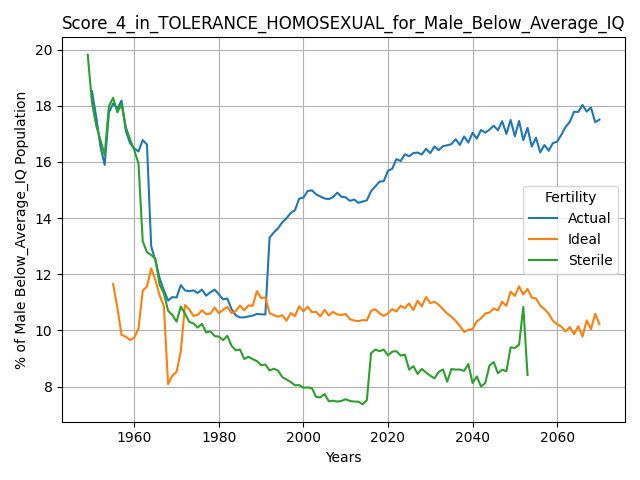 Score_4_in_TOLERANCE_HOMOSEXUAL_for_Male_Below_Average_IQ
% of Male Below_Average_IQ Population
20
18
16
14
12
10
8
Fertility
Actual
Ideal
Sterile
1960
1980
2000
2020
2040
2060
Years